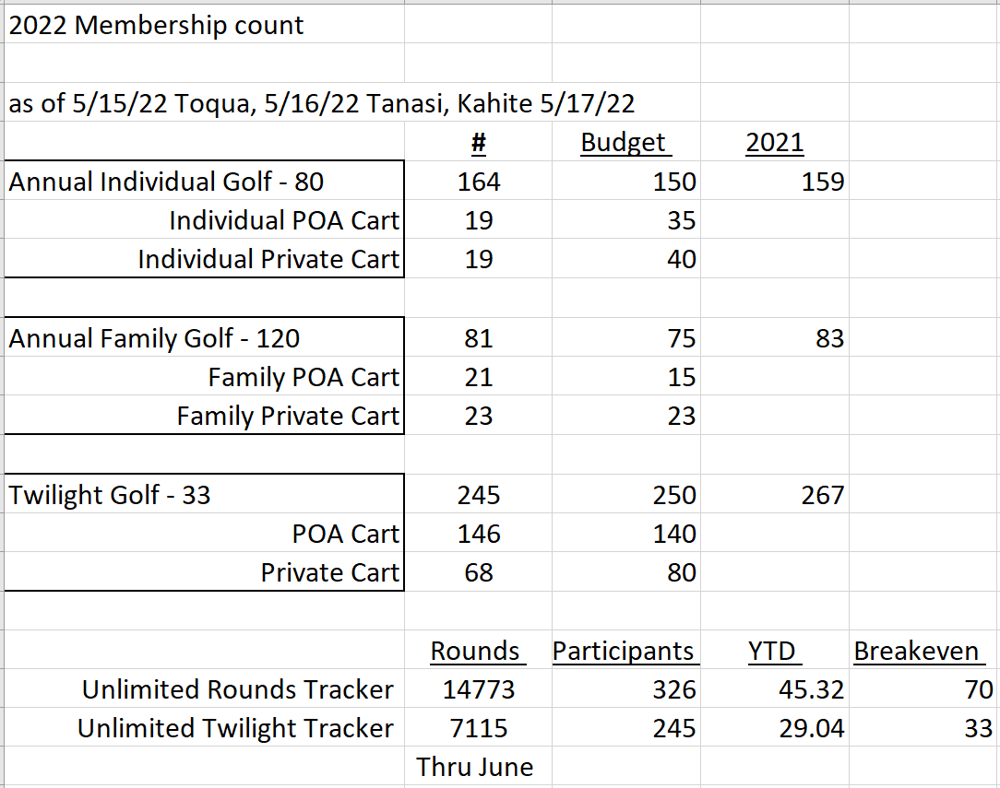 2022 Membership count
as of 5/15/22 Toqua, 5/16/22 Tanasi, Kahite 5/17/22
# Budget 2021
Annual Individual Golf - 80 164 150 159
Individual POA Cart 19 35
Individual Private Cart 19 40
Annual Family Golf - 120 81 75 83
Family POA Cart 21 15
Family Private Cart 23 23
Twilight Golf - 33 245 250 267
POA Cart 146 140
Private Cart 68 80
Rounds Participants YTD Breakeven
Unlimited Rounds Tracker 14773 326 45.32 70
Unlimited Twilight Tracker 7115 245 29.04 33
Thru June